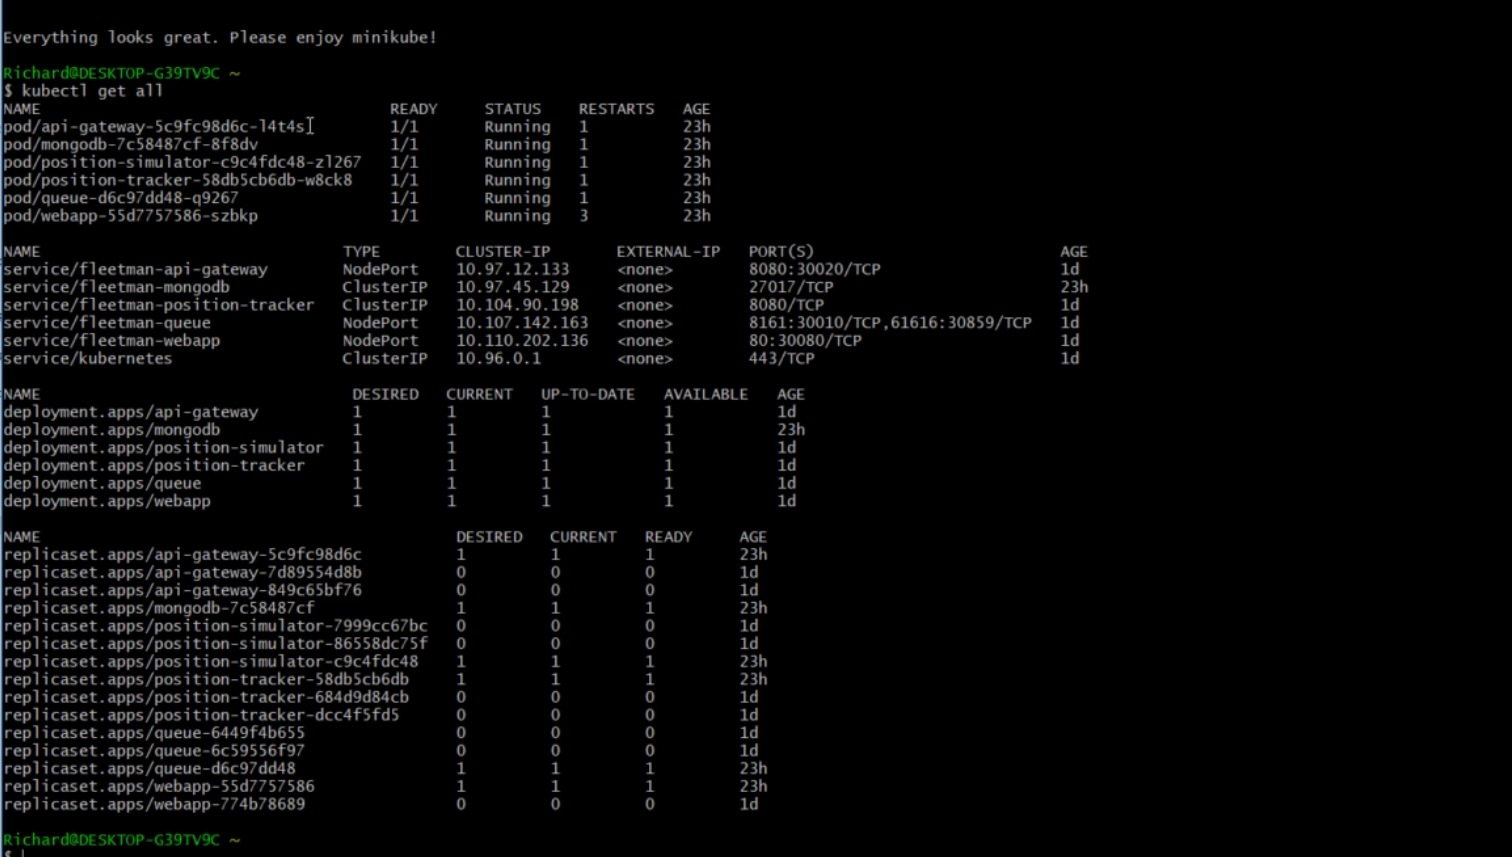 Everything looks great. Please enjoy minikube!
Richard@DESKTOP-G39TV9C ~
$ kubectl get all
NAME READY STATUS RESTARTS AGE
pod/api-gateway-5c9fc98d6c-l4t4s 1/1 Running 1 23h
pod/mongodb-7c58487cf-8f8dv 1/1 Running 1 23h
pod/position-simulator-c9c4fdc48-zl267 1/1 Running 1 23h
pod/position-tracker-58db5cb6db-w8ck8 1/1 Running 1 23h
pod/queue-d6c97dd48-q9267 1/1 Running 1 23h
pod/webapp-55d7757586-szbkp 1/1 Running 3 23h
NAME TYPE CLUSTER-IP EXTERNAL-IP PORT(S) AGE
service/fleetman-api-gateway NodePort 10.97.12.133 <none> 8080:30020/TCP 1d
service/fleetman-mongodb ClusterIP 10.97.45.129 <none> 27017/TCP 23h
service/fleetman-position-tracker ClusterIP 10.104.90.198 <none> 8080/TCP 1d
service/fleetman-queue NodePort 10.107.142.163 <none> 8161:30010/TCP,61616:30859/TCP 1d
service/fleetman-webapp NodePort 10.110.202.136 <none> 80:30080/TCP 1d
service/kubernetes ClusterIP 10.96.0.1 <none> 443/TCP 1d
NAME DESIRED CURRENT UP-TO-DATE AVAILABLE AGE
deployment.apps/api-gateway 1 1 1 1 1d
deployment.apps/mongodb 1 1 1 1 23h
deployment.apps/position-simulator 1 1 1 1 1d
deployment.apps/position-tracker 1 1 1 1 1d
deployment.apps/queue 1 1 1 1 1d
deployment.apps/webapp 1 1 1 1 1d
NAME DESIRED CURRENT READY AGE
replicaset.apps/api-gateway-5c9fc98d6c 1 1 1 23h
replicaset.apps/api-gateway-7d89554d8b 0 0 0 1d
replicaset.apps/api-gateway-849c65bf76 0 0 0 1d
replicaset.apps/mongodb-7c58487cf 1 1 1 23h
replicaset.apps/position-simulator-7999cc67bc 0 0 0 1d
replicaset.apps/position-simulator-86558dc75f 0 0 0 1d
replicaset.apps/position-simulator-c9c4fdc48 1 1 1 23h
replicaset.apps/position-tracker-58db5cb6db 1 1 1 23h
replicaset.apps/position-tracker-684d9d84cb 0 0 0 1d
replicaset.apps/position-tracker-dcc4f5fd5 0 0 0 1d
replicaset.apps/queue-6449f4b655 0 0 0 1d
replicaset.apps/queue-6c59556f97 0 0 0 1d
replicaset.apps/queue-d6c97dd48 1 1 1 23h
replicaset.apps/webapp-55d7757586 1 1 1 23h
replicaset.apps/webapp-774b78689 0 0 0 1d
Richard@DESKTOP-G39TV9C ~
$